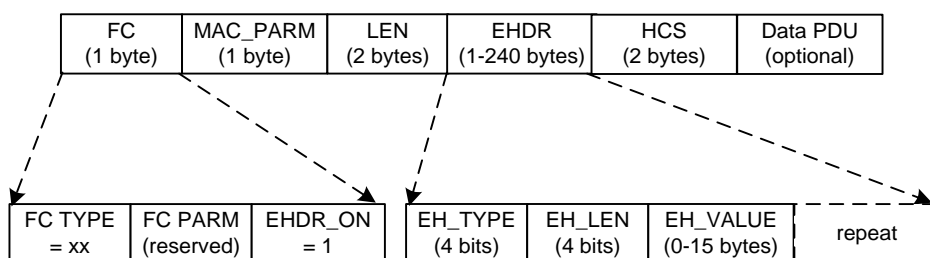 FC MAC_PARM LEN EHDR HCS Data PDU
(1 byte) (1 byte) (2 bytes) (1-240 bytes) (2 bytes) (optional)
FC TYPE FC PARM EHDR_ON EH_TYPE EH_LEN EH_VALUE repeat
= xx (reserved) = 1 (4 bits) (4 bits) (0-15 bytes)